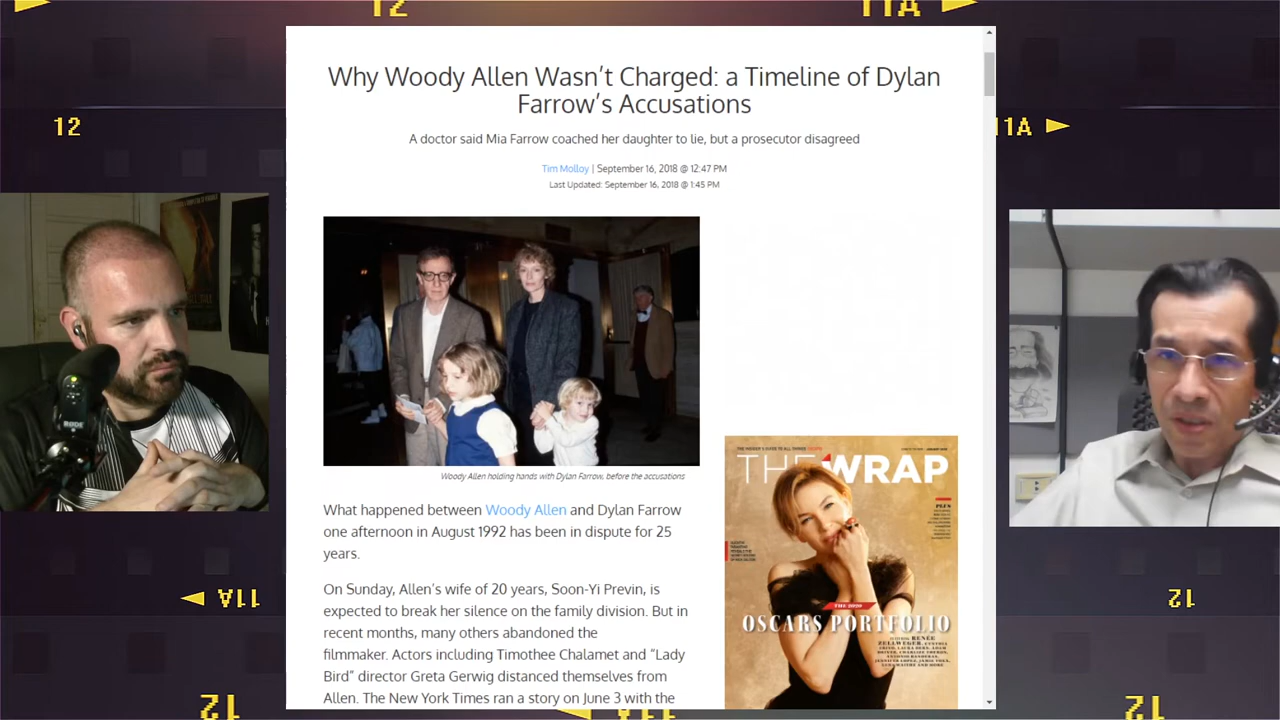 12
11A
12
11A
Why Woody Allen Wasn’t Charged: a Timeline of Dylan
Farrow’s Accusations
A doctor said Mia Farrow coached her daughter to lie, but a prosecutor disagreed
Tim Molloy | September 16, 2018 @ 12:47 PM
Last Updated: September 16, 2018 @ 1:45 PM
Woody Allen holding hands with Dylan Farrow, before the accusations
What happened between Woody Allen and Dylan Farrow
one afternoon in August 1992 has been in dispute for 25
years.
On Sunday, Allen’s wife of 20 years, Soon-Yi Previn, is
expected to break her silence on the family division. But in
recent months, many others abandoned the
filmmaker. Actors including Timothee Chalamet and “Lady
Bird” director Greta Gerwig distanced themselves from
Allen. The New York Times ran a story on June 3 with the
THE WRAP
OSCARS PORTFOLIO
RODE
11A
12
12
11A
12